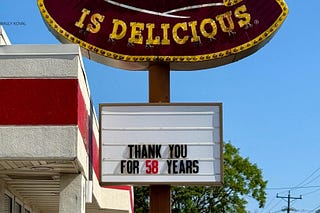 IS DELICIOUS
THANK YOU
FOR 58 YEARS